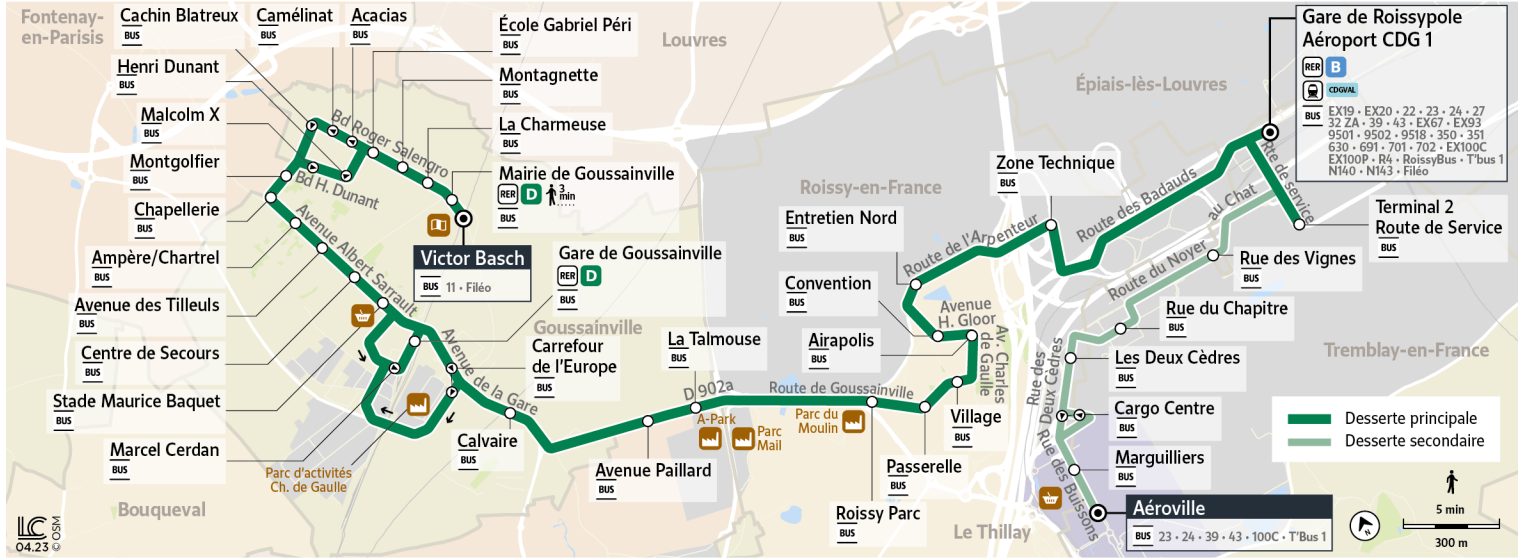 Fontenay-
en-Parisis
Cachin Blatreux
BUS
Camélinat
BUS
Acacias
BUS
École Gabriel Péri
BUS
Louvres
Henri Dunant
BUS
Montagnette
BUS
Malcolm X
BUS
La Charmeuse
BUS
Montgolfier
BUS
Mairie de Goussainville
RER D 3 min
BUS
Chapellerie
BUS
Victor Basch
BUS 11 • Filéo
Ampère/Chartrel
BUS
Gare de Goussainville
RER D
BUS
Avenue des Tilleuls
BUS
Centre de Secours
BUS
Stade Maurice Baquet
BUS
Marcel Cerdan
BUS
Bd Roger Salengro
Bd H. Dunant
Avenue Albert Sarrault
Avenue de la Gare
Goussainville
Carrefour
de l'Europe
BUS
Calvaire
BUS
Parc d'activités
Ch. de Gaulle
Bouqueval
La Talmouse
BUS
D 902a
Avenue Paillard
BUS
A-Park
Parc
Mail
Route de Goussainville
Parc du
Moulin
Roissy Parc
BUS
Passerelle
BUS
Village
BUS
Airapolis
BUS
Convention
BUS
Entretien Nord
BUS
Roissy-en-France
Avenue
H. Gloor
Av. Charles
de Gaulle
Route de l'Arpenteur
Zone Technique
BUS
Route des Badauds
Épiais-lès-Louvres
Gare de Roissypole
Aéroport CDG 1
RER B
CDGVAL
BUS EX19 • EX20 • 22 • 23 • 24 • 27
32 ZA • 39 • 43 • EX67 • EX93
9501 • 9502 • 9518 • 350 • 351
630 • 691 • 701 • 702 • EX100C
EX100P • R4 • RoissyBus • T'bus 1
N140 • N143 • Filéo
Rte de service
Terminal 2
Route de Service
BUS
Route du Noyer
au Chat
Rue des Vignes
BUS
Rue du Chapitre
BUS
Les Deux Cèdres
BUS
Rue des
Deux Cèdres
Cargo Centre
BUS
Marguilliers
BUS
Rue des Buissons
Aéroville
BUS 23 • 24 • 39 • 43 • 100C • T'Bus 1
Le Thillay
Tremblay-en-France
Desserte principale
Desserte secondaire
5 min
300 m
LC
04.23
© OSM